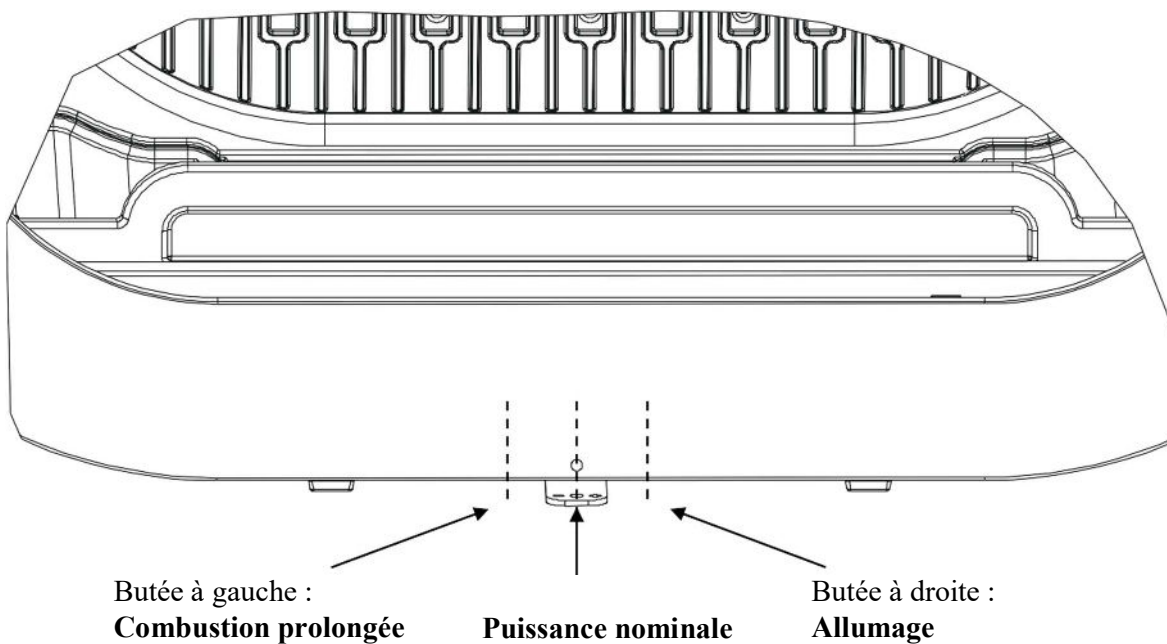 Butée à gauche :
Combustion prolongée
Puissance nominale
Butée à droite :
Allumage